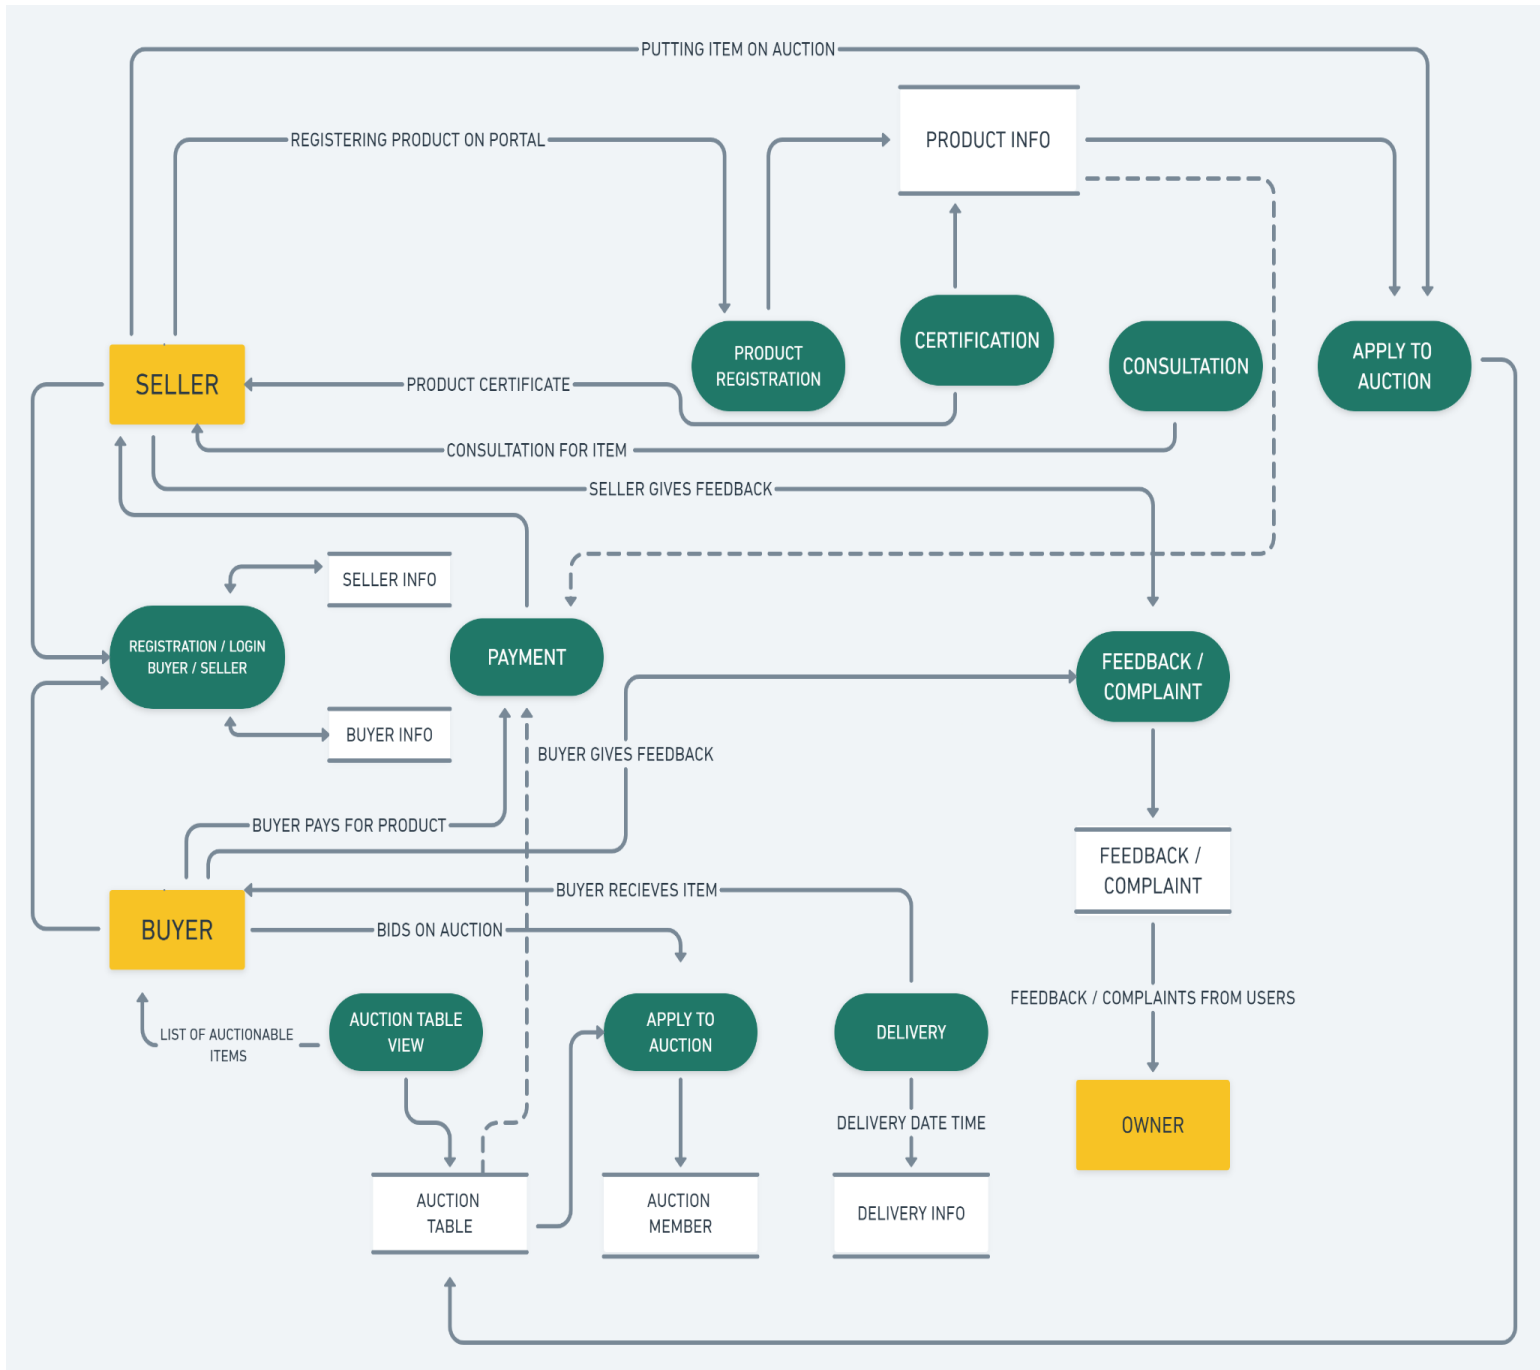 PUTTING ITEM ON AUCTION
REGISTERING PRODUCT ON PORTAL
PRODUCT INFO
PRODUCT
REGISTRATION
CERTIFICATION
CONSULTATION
APPLY TO
AUCTION
SELLER
PRODUCT CERTIFICATE
CONSULTATION FOR ITEM
SELLER GIVES FEEDBACK
SELLER INFO
REGISTRATION / LOGIN
BUYER / SELLER
PAYMENT
FEEDBACK /
COMPLAINT
BUYER INFO
BUYER GIVES FEEDBACK
BUYER PAYS FOR PRODUCT
FEEDBACK /
COMPLAINT
BUYER RECIEVES ITEM
BUYER
BIDS ON AUCTION
FEEDBACK / COMPLAINTS FROM USERS
LIST OF AUCTIONABLE
ITEMS
AUCTION TABLE
VIEW
APPLY TO
AUCTION
DELIVERY
DELIVERY DATE TIME
OWNER
AUCTION
TABLE
AUCTION
MEMBER
DELIVERY INFO